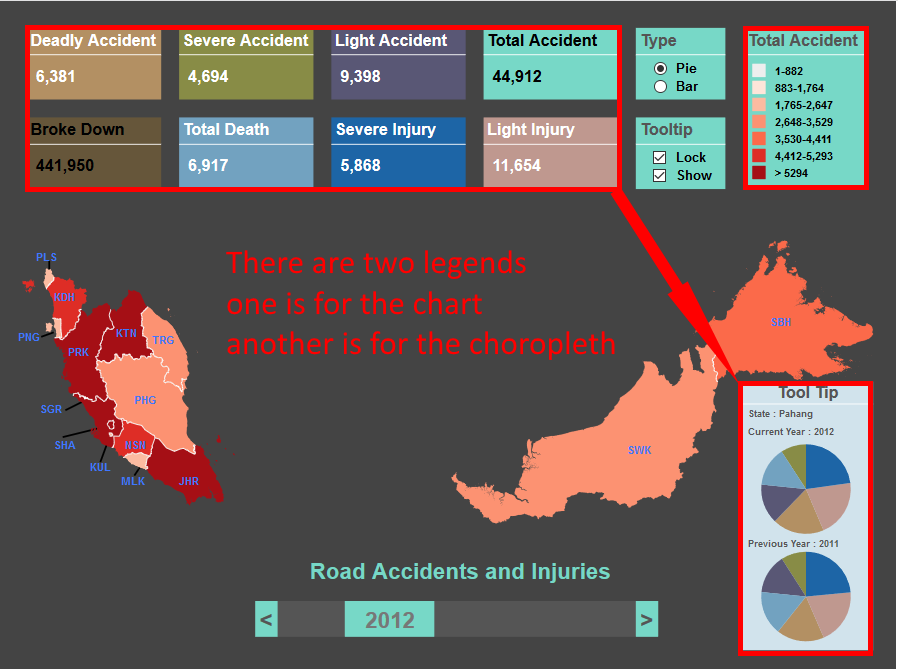 Deadly Accident
6,381
Severe Accident
4,694
Light Accident
9,398
Total Accident
44,912
Broke Down
441,950
Total Death
6,917
Severe Injury
5,868
Light Injury
11,654
Type
Pie
Bar
Tooltip
Lock
Show
Total Accident
1-882
883-1,764
1,765-2,647
2,648-3,529
3,530-4,411
4,412-5,293
> 5294
There are two legends
one is for the chart
another is for the choropleth
PLS
KDH
PNG
PRK
KTN
TRG
PHG
SGR
SHA
KUL
NSN
MLK
JHR
SBH
SWK
Tool Tip
State : Pahang
Current Year : 2012
Previous Year : 2011
Road Accidents and Injuries
< 2012 >